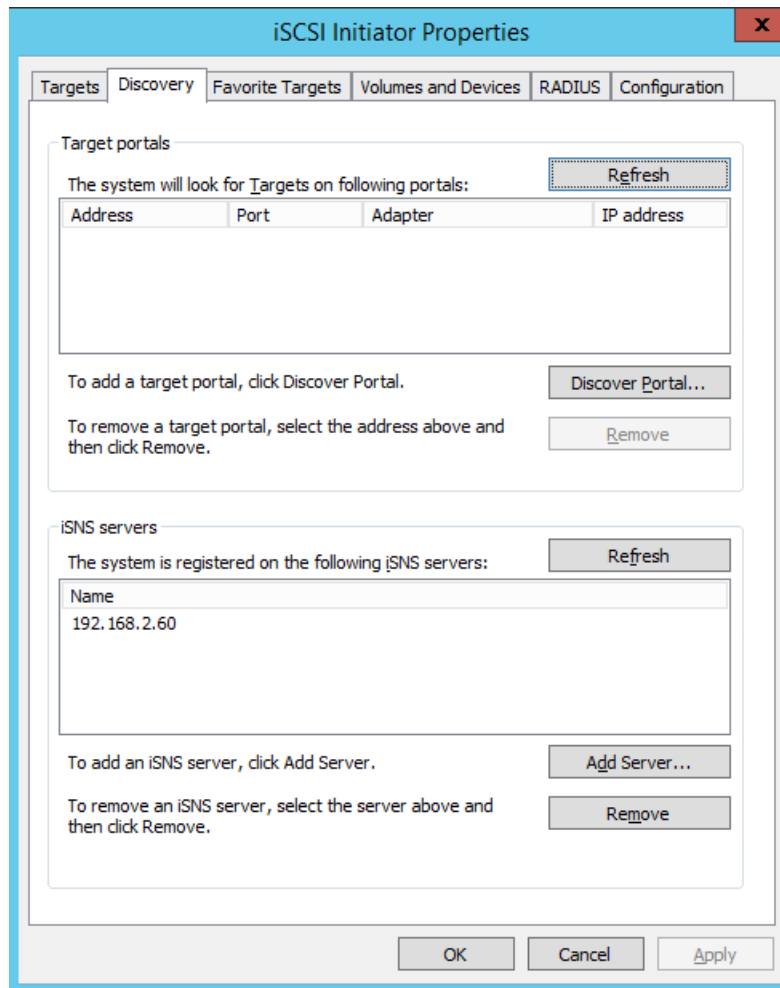 iSCSI Initiator Properties
x
Targets Discovery Favorite Targets Volumes and Devices RADIUS Configuration
Target portals
The system will look for Targets on following portals:
Refresh
Address Port Adapter IP address
To add a target portal, click Discover Portal.
Discover Portal...
To remove a target portal, select the address above and
then click Remove.
Remove
iSNS servers
The system is registered on the following iSNS servers:
Refresh
Name
192.168.2.60
To add an iSNS server, click Add Server.
Add Server...
To remove an iSNS server, select the server above and
then click Remove.
Remove
OK Cancel Apply